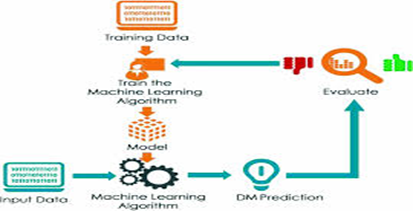 Training Data
Train the
Machine Learning
Algorithm
Evaluate
Model
Input Data
Machine Learning
Algorithm
DM Prediction